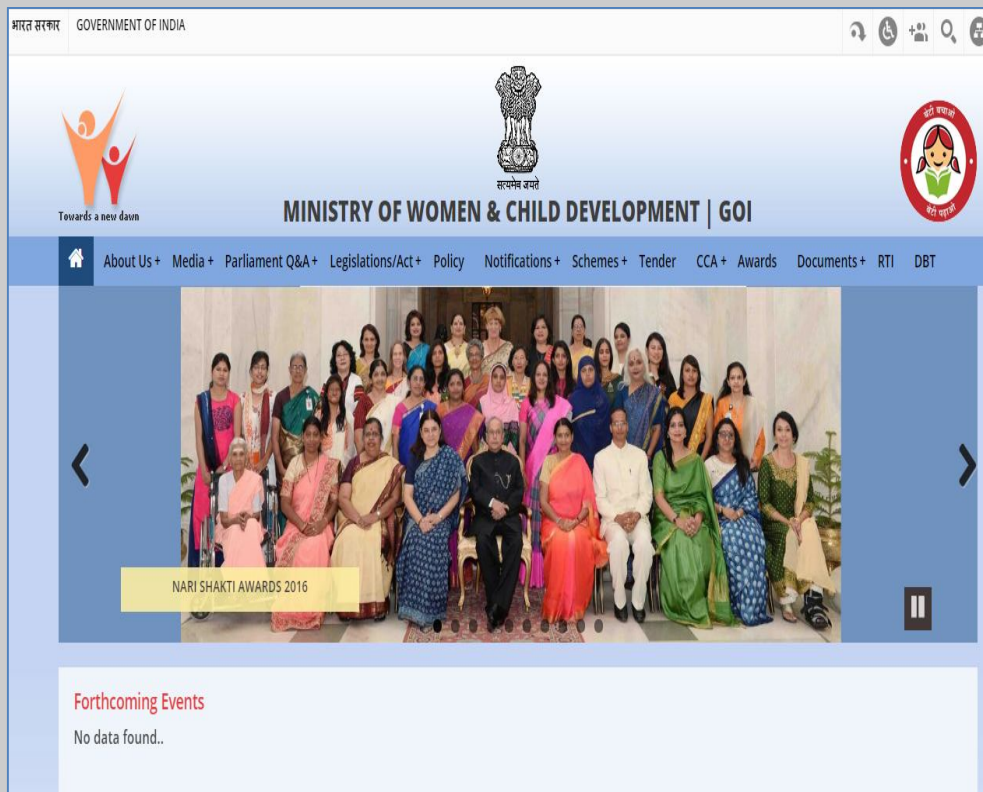 भारत सरकार GOVERNMENT OF INDIA
Towards a new dawn
सत्यमेव जयते
MINISTRY OF WOMEN & CHILD DEVELOPMENT | GOI
बेटी बचाओ
बेटी पढ़ाओ
About Us + Media + Parliament Q&A + Legislations/Act + Policy Notifications + Schemes + Tender CCA + Awards Documents + RTI DBT
NARI SHAKTI AWARDS 2016
Forthcoming Events
No data found..